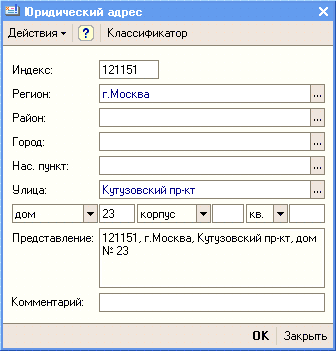 Юридический адрес
Действия ? Классификатор
Индекс: 121151
Регион: г.Москва ...
Район: ...
Город: ...
Нас. пункт: ...
Улица: Кутузовский пр-кт ...
дом 23 корпус кв.
Представление: 121151, г.Москва, Кутузовский пр-кт, дом
№ 23
Комментарий:
OK Закрыть